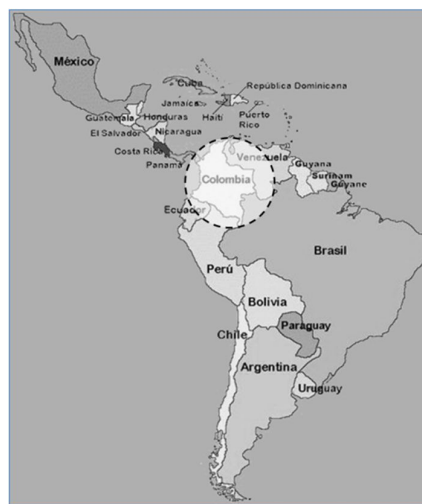 México
Cuba
República Dominicana
Jamaica
Haití
Puerto
Rico
Guatemala
Honduras
El Salvador
Nicaragua
Costa Rica
Panamá
Venezuela
Guyana
Surinam
Guyane
Colombia
Ecuador
Brasil
Perú
Bolivia
Paraguay
Chile
Argentina
Uruguay